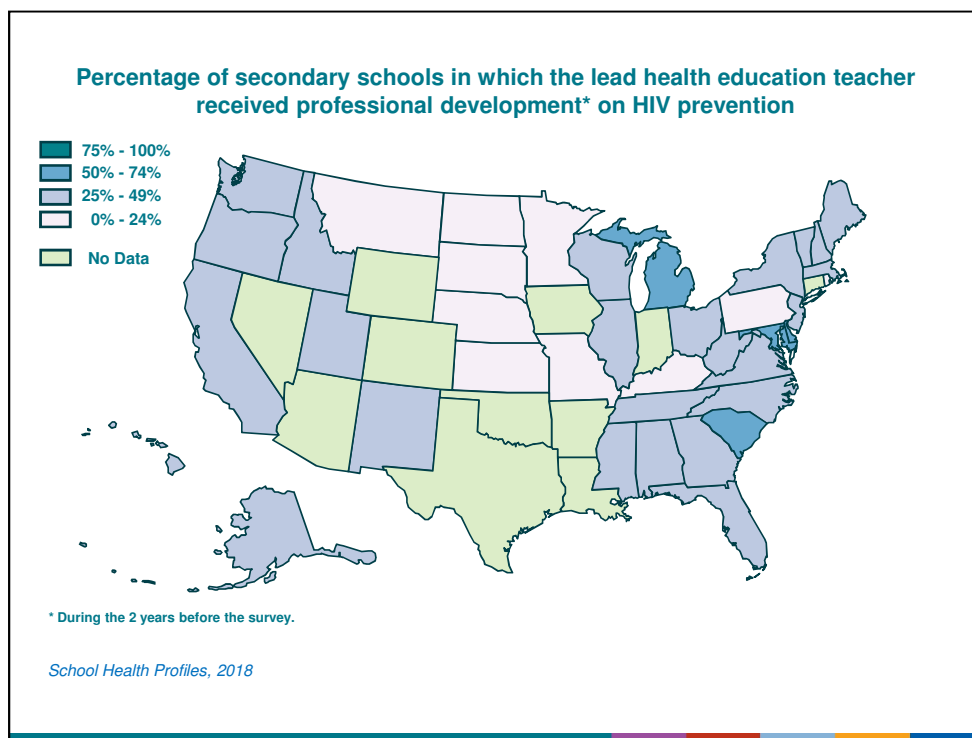 Percentage of secondary schools in which the lead health education teacher
received professional development* on HIV prevention
75% - 100%
50% - 74%
25% - 49%
0% - 24%
No Data
* During the 2 years before the survey.
School Health Profiles, 2018